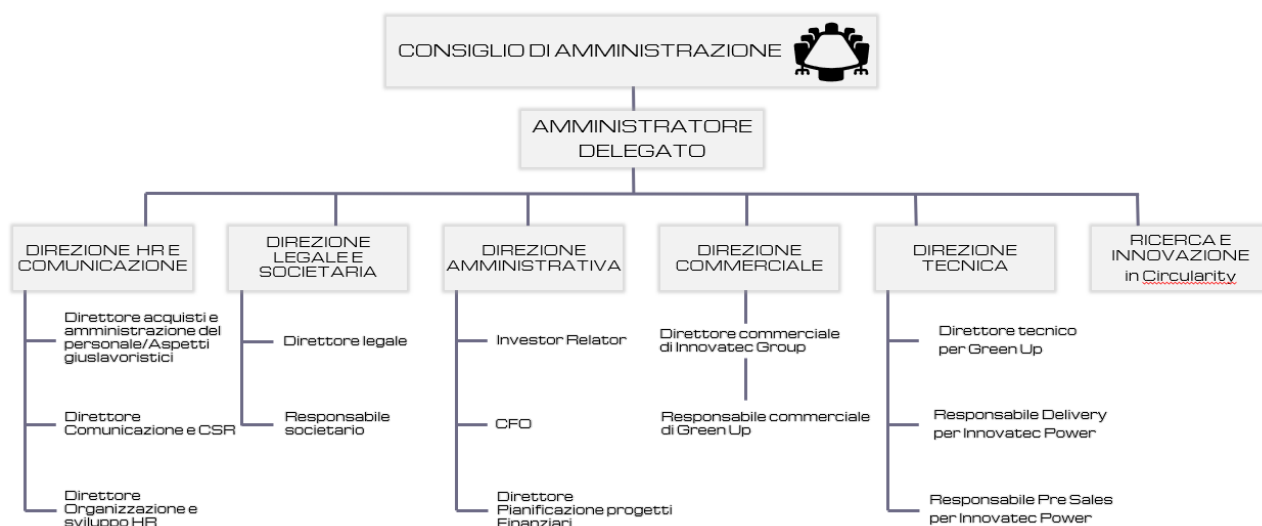 CONSIGLIO DI AMMINISTRAZIONE
AMMINISTRATORE
DELEGATO
DIREZIONE HR E
COMUNICAZIONE
Direttore acquisti e
amministrazione del
personale/Aspetti
giuslavoristici
Direttore
Comunicazione e CSR
Direttore
Organizzazione e
sviluppo HR
DIREZIONE
LEGALE E
SOCIETARIA
Direttore legale
Responsabile
societario
DIREZIONE
AMMINISTRATIVA
Investor Relator
CFO
Direttore
Pianificazione progetti
Finanziari
DIREZIONE
COMMERCIALE
Direttore commerciale
di Innovatec Group
Responsabile commerciale
di Green Up
DIREZIONE
TECNICA
Direttore tecnico
per Green Up
Responsabile Delivery
per Innovatec Power
Responsabile Pre Sales
per Innovatec Power
RICERCA E
INNOVAZIONE
in Circularity